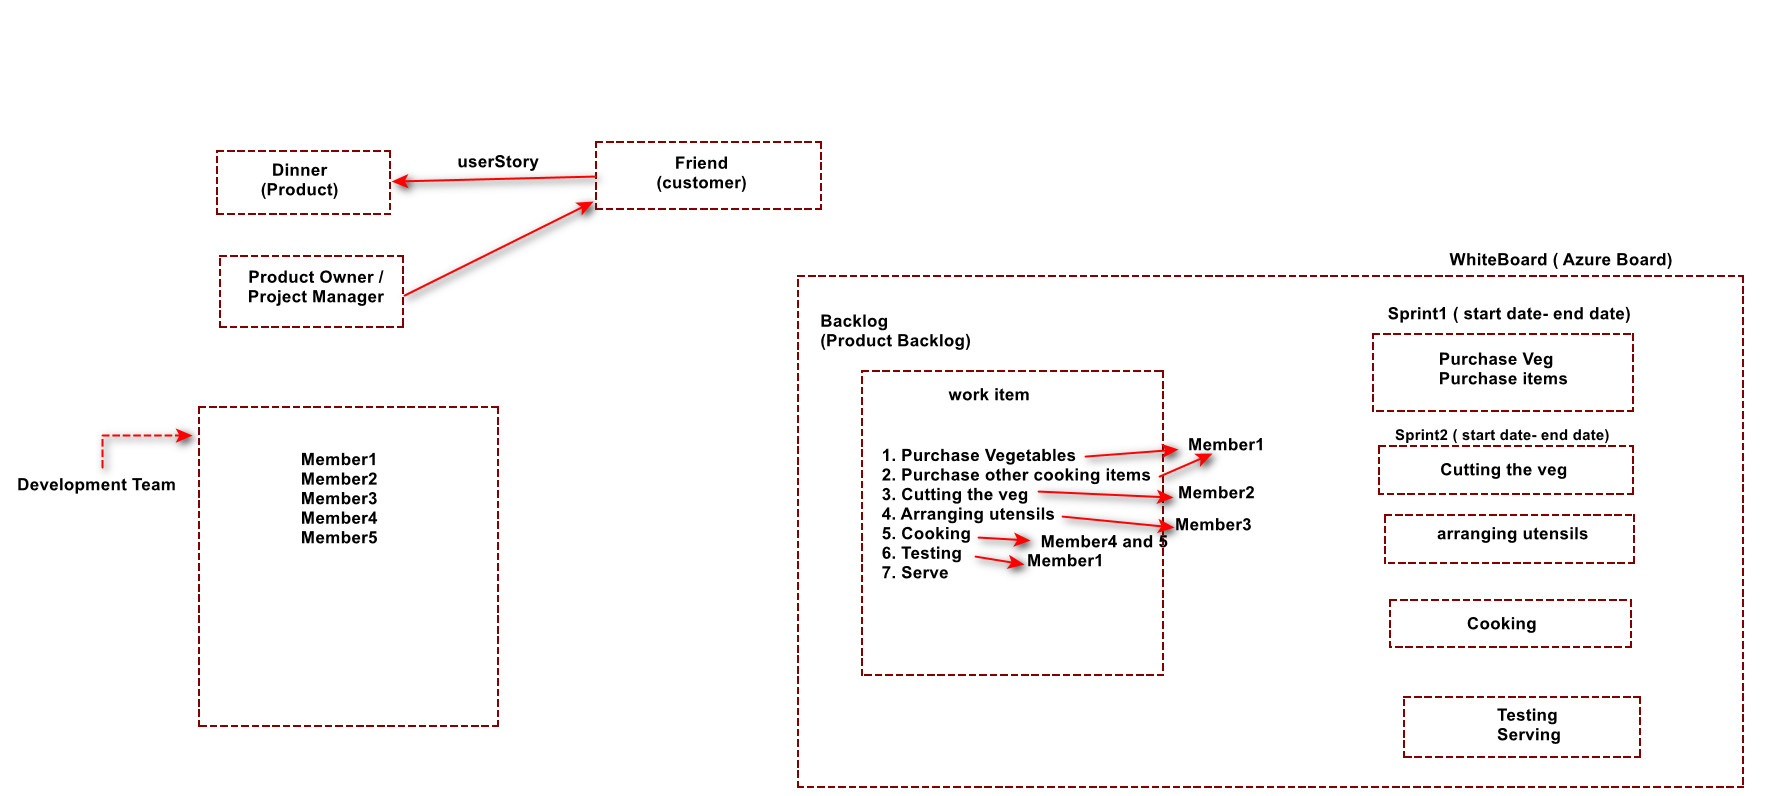 Dinner
(Product)
userStory
Friend
(customer)
Product Owner /
Project Manager
Development Team
Member1
Member2
Member3
Member4
Member5
WhiteBoard ( Azure Board)
Backlog
(Product Backlog)
work item
1. Purchase Vegetables
2. Purchase other cooking items
3. Cutting the veg
4. Arranging utensils
5. Cooking
6. Testing
7. Serve
Member1
Member2
Member3
Member4 and 5
Member1
Sprint1 ( start date- end date)
Purchase Veg
Purchase items
Sprint2 ( start date- end date)
Cutting the veg
arranging utensils
Cooking
Testing
Serving